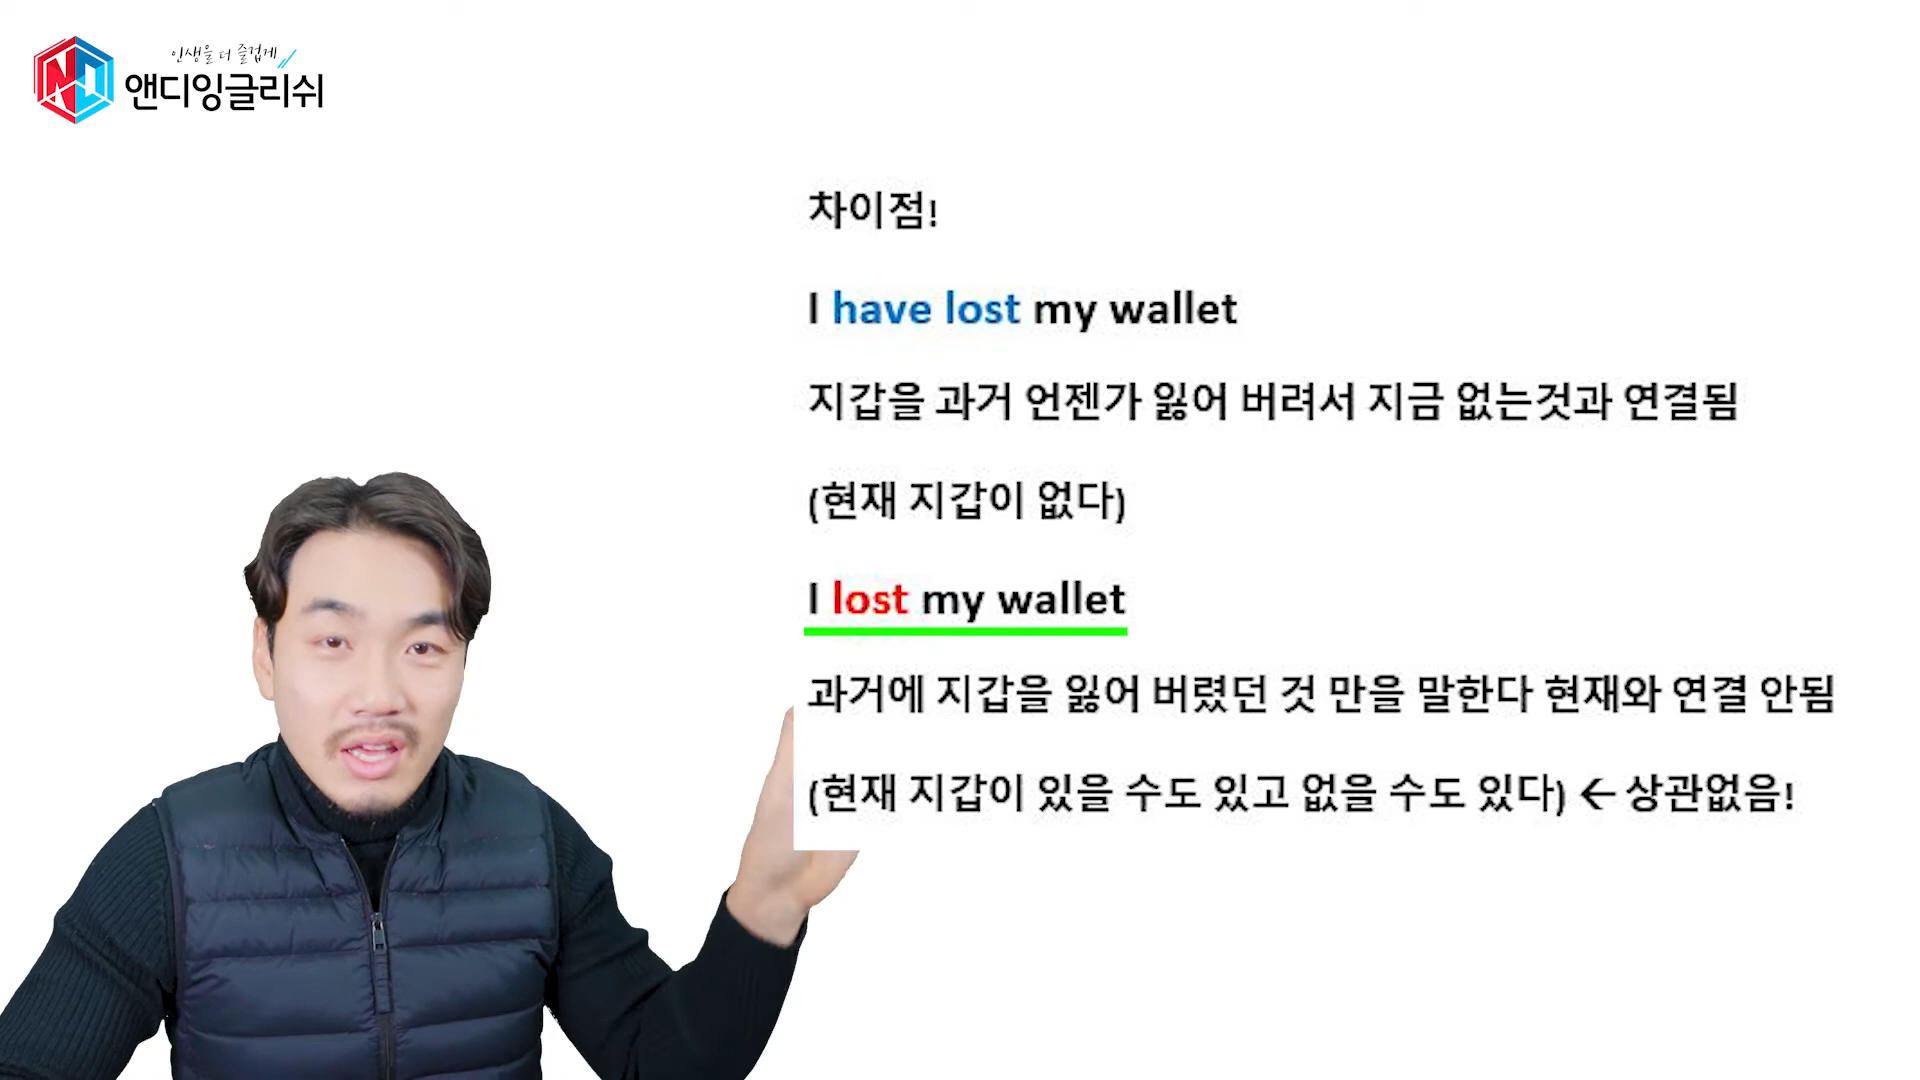 인생을 더 즐겁게
앤디잉글리쉬
차이점!
I have lost my wallet
지갑을 과거 언젠가 잃어 버려서 지금 없는것과 연결됨
(현재 지갑이 없다)
I lost my wallet
과거에 지갑을 잃어 버렸던 것 만을 말한다 현재와 연결 안됨
(현재 지갑이 있을 수도 있고 없을 수도 있다) ← 상관없음!